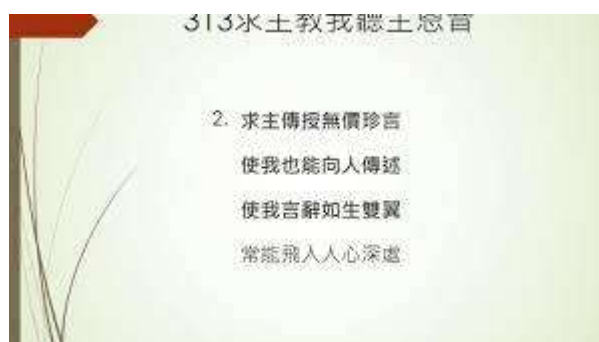 313求主教我聽主恩音
2. 求主傳授無價珍言
使我也能向人傳述
使我言辭如生雙翼
常能飛入人心深處